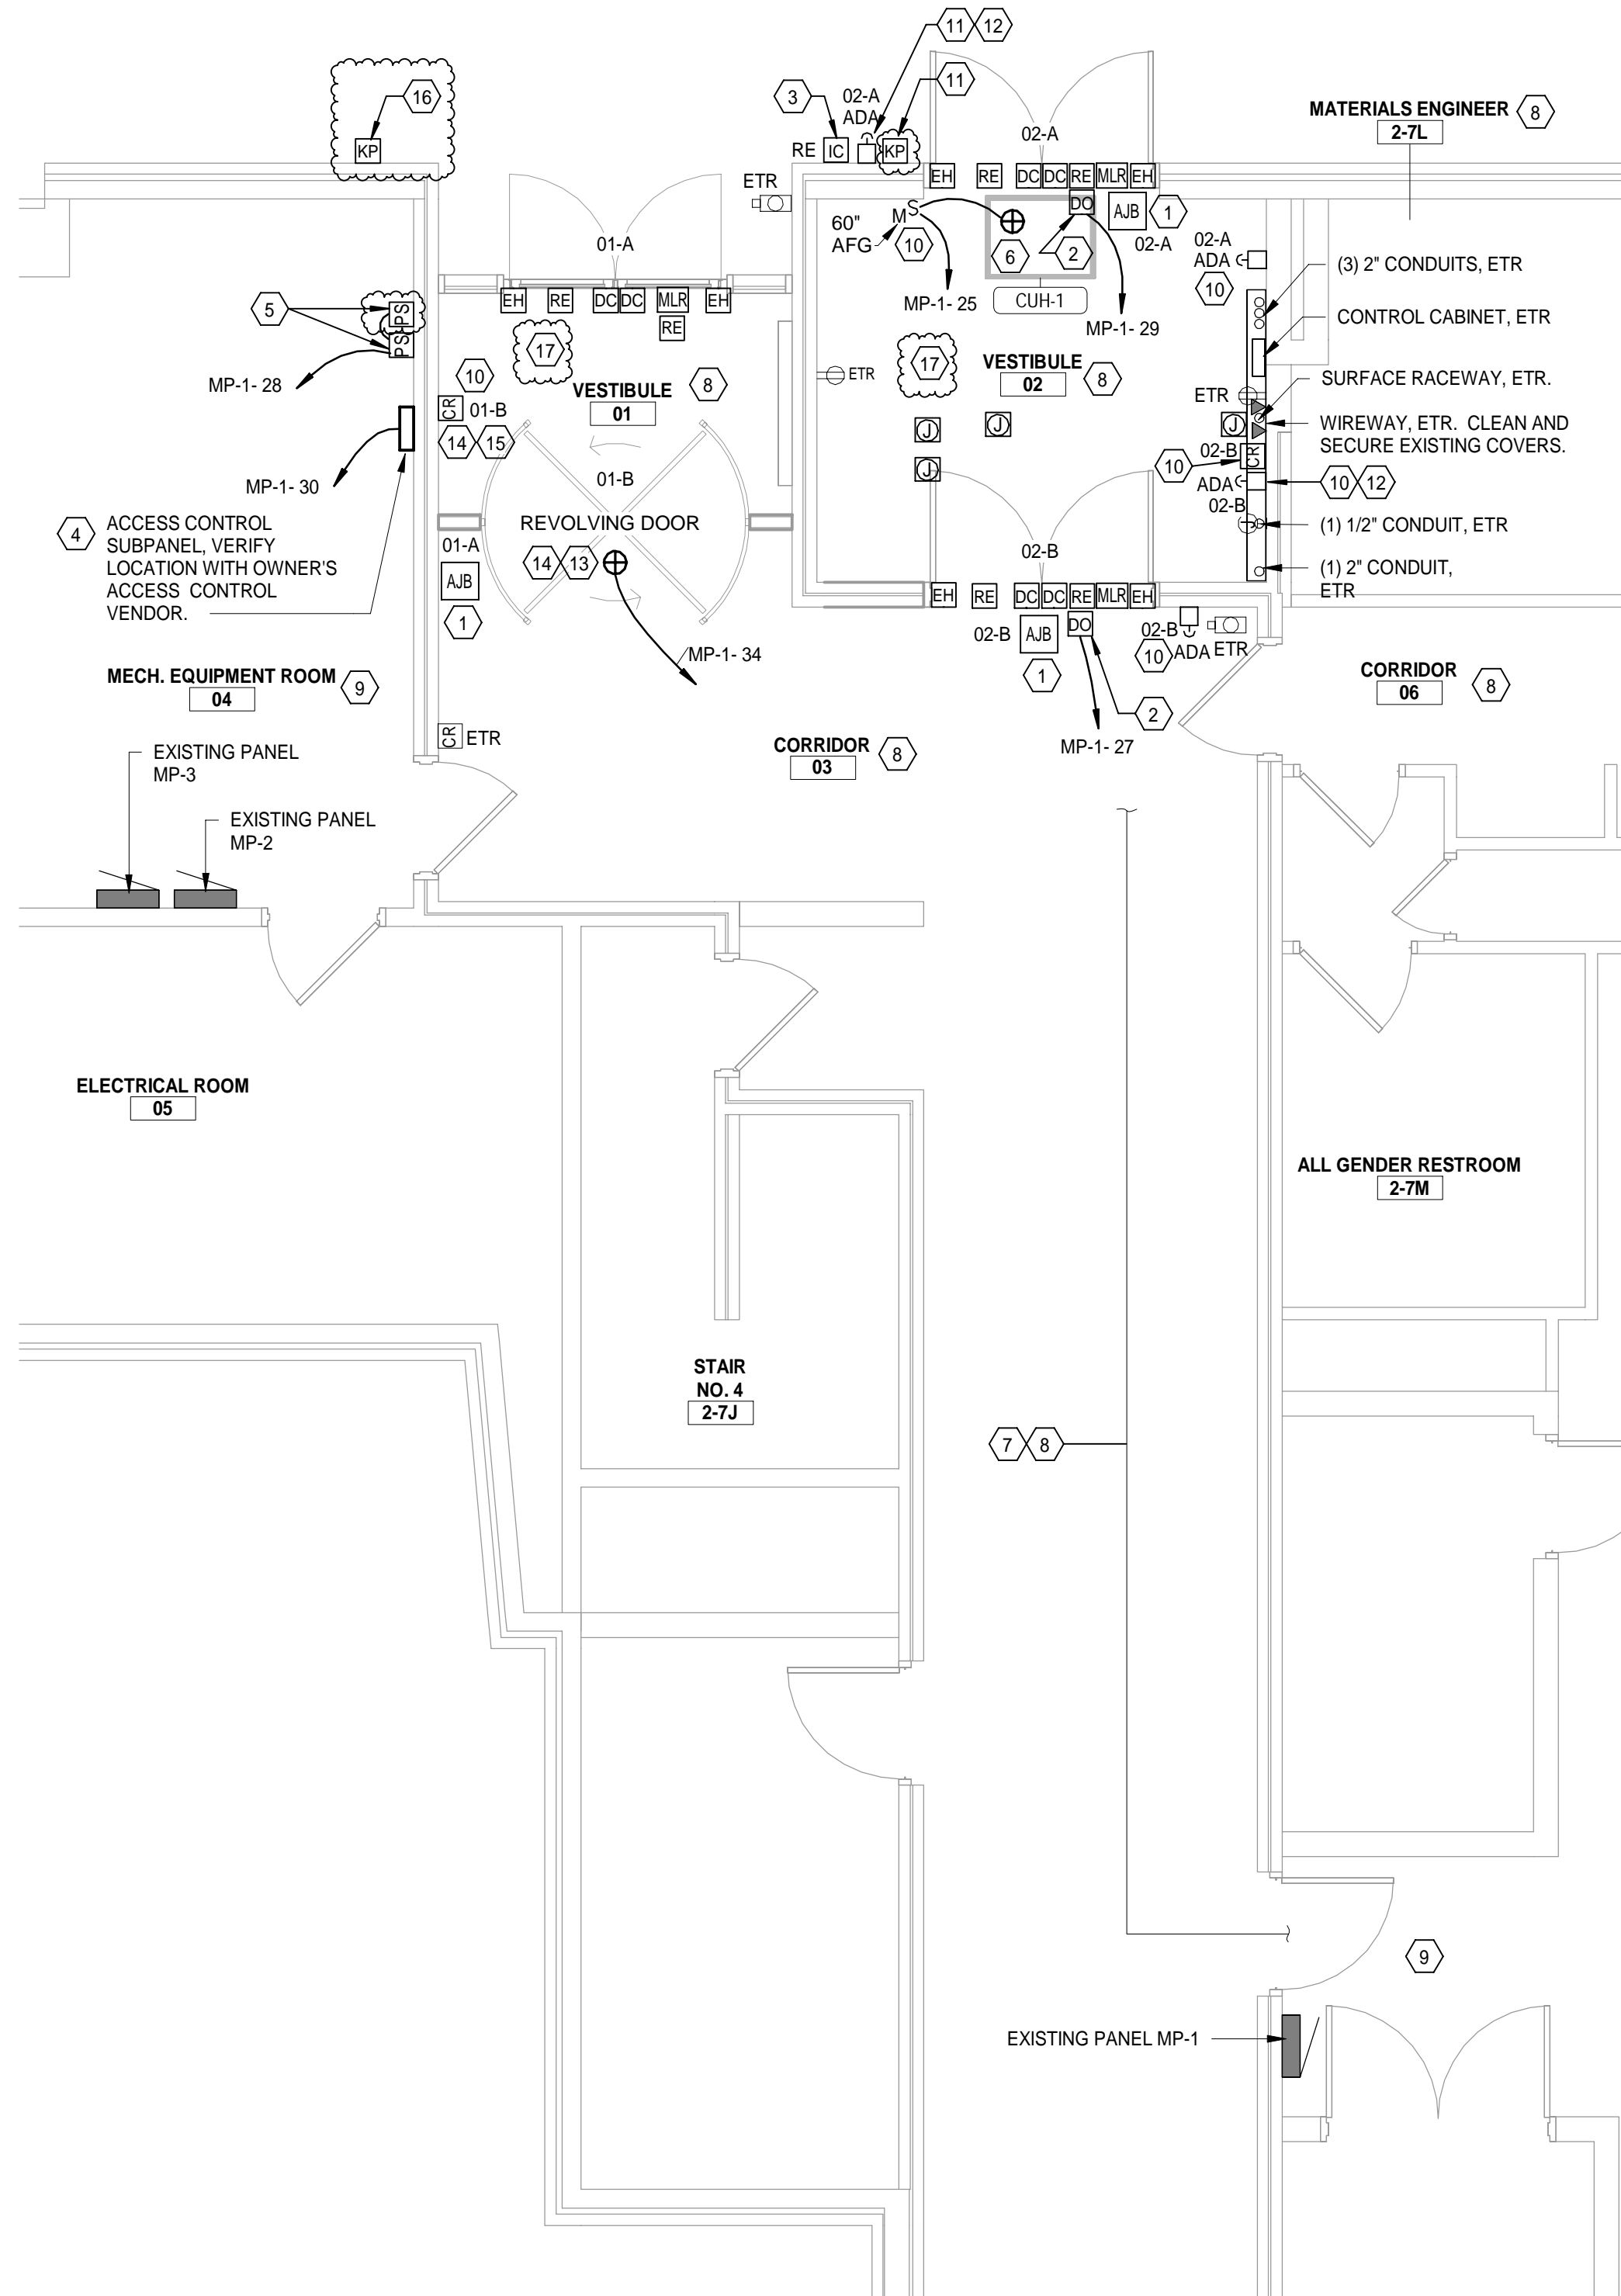 11
12
16
3
02-A
ADA
11
KP
RE
IC
KP
02-A
MATERIALS ENGINEER
8
2-7L
EH
RE
DC
DC
RE
MLR
EH
ETR
60"
AFG
M
S
10
DO
AJB
1
6
2
02-A
02-A
ADA
10
01-A
CUH-1
MP-1- 25
MP-1- 29
(3) 2" CONDUITS, ETR
CONTROL CABINET, ETR
SURFACE RACEWAY, ETR.
WIREWAY, ETR. CLEAN AND
SECURE EXISTING COVERS.
10
12
(1) 1/2" CONDUIT, ETR
(1) 2" CONDUIT,
ETR
5
PS
PS
MP-1- 28
EH
RE
DC
DC
MLR
EH
RE
17
10
VESTIBULE
01
8
CR
01-B
14
15
01-B
REVOLVING DOOR
14
13
ETR
17
VESTIBULE
02
8
J
J
J
J
ETR
02-B
CR
10
ADA
02-B
MP-1- 30
4
ACCESS CONTROL
SUBPANEL, VERIFY
LOCATION WITH OWNER'S
ACCESS CONTROL
VENDOR.
01-A
AJB
1
MP-1- 34
02-B
EH
RE
DC
DC
RE
MLR
EH
02-B
AJB
1
DO
02-B
10
ADA
ETR
2
MP-1- 27
MECH. EQUIPMENT ROOM
04
9
CR
ETR
CORRIDOR
03
8
CORRIDOR
06
8
EXISTING PANEL
MP-3
EXISTING PANEL
MP-2
ELECTRICAL ROOM
05
ALL GENDER RESTROOM
2-7M
STAIR
NO. 4
2-7J
7
8
9
EXISTING PANEL MP-1